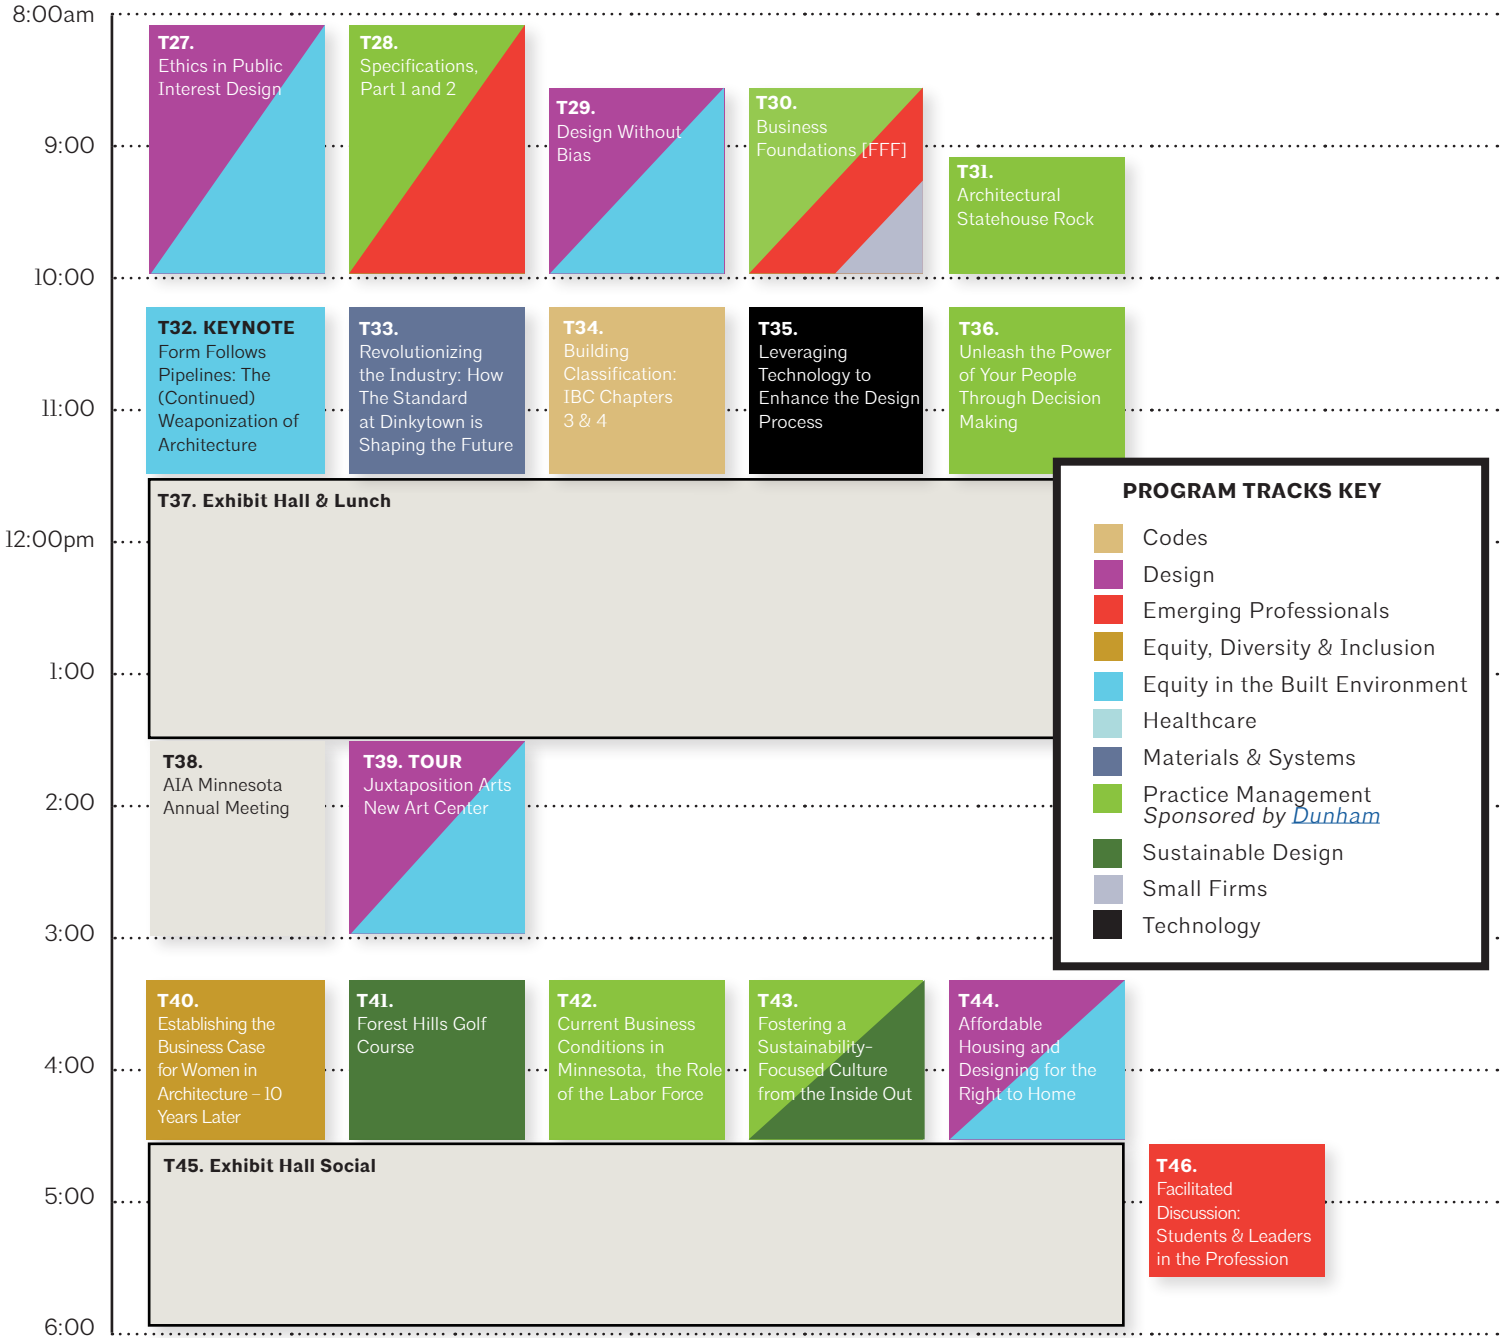 8:00am
T27.
Ethics in Public
Interest Design
T28.
Specifications,
Part 1 and 2
T29.
Design Without
Bias
T30.
Business
Foundations [FFF]
9:00
T31.
Architectural
Statehouse Rock
10:00
T32. KEYNOTE
Form Follows
Pipelines: The
(Continued)
Weaponization of
Architecture
T33.
Revolutionizing
the Industry: How
The Standard
at Dinkytown is
Shaping the Future
T34.
Building
Classification:
IBC Chapters
3 & 4
T35.
Leveraging
Technology to
Enhance the Design
Process
T36.
Unleash the Power
of Your People
Through Decision
Making
11:00
T37. Exhibit Hall & Lunch
12:00pm
1:00
PROGRAM TRACKS KEY
Codes
Design
Emerging Professionals
Equity, Diversity & Inclusion
Equity in the Built Environment
Healthcare
Materials & Systems
Practice Management
Sponsored by Dunham
Sustainable Design
Small Firms
Technology
T38.
AIA Minnesota
Annual Meeting
T39. TOUR
Juxtaposition Arts
New Art Center
2:00
3:00
T40.
Establishing the
Business Case
for Women in
Architecture – 10
Years Later
T41.
Forest Hills Golf
Course
T42.
Current Business
Conditions in
Minnesota, the Role
of the Labor Force
T43.
Fostering a
Sustainability-
Focused Culture
from the Inside Out
T44.
Affordable
Housing and
Designing for the
Right to Home
4:00
T45. Exhibit Hall Social
T46.
Facilitated
Discussion:
Students & Leaders
in the Profession
5:00
6:00